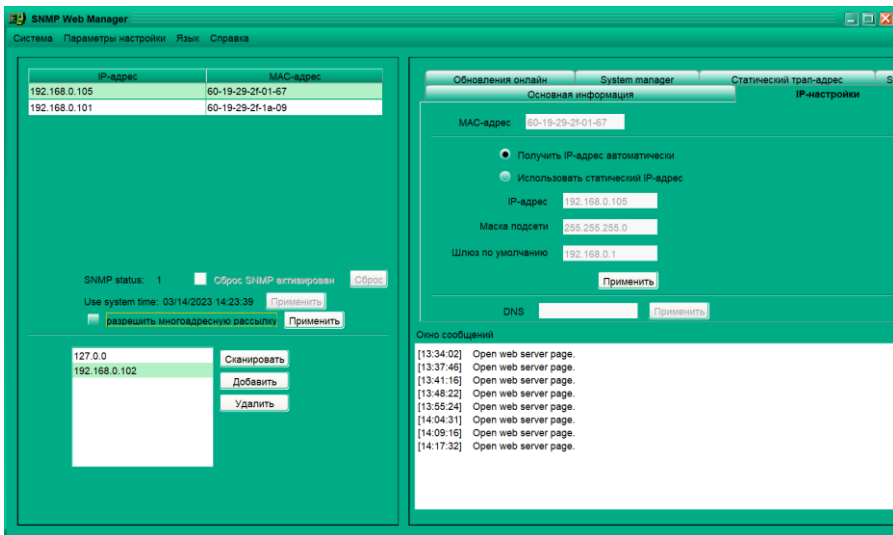 SNMP Web Manager
Система Параметры настройки Язык Справка
IP-адрес MAC-адрес
192.168.0.105 60-19-29-2f-01-67
192.168.0.101 60-19-29-2f-1a-09
SNMP status: 1 Сброс SNMP активирован Сброс
Use system time: 03/14/2023 14:23:39 Применить
разрешить многоадресную рассылку Применить
127.0.0
192.168.0.102
Сканировать
Добавить
Удалить
Обновления онлайн System manager Статический трап-адрес S
Основная информация IP-настройки
MAC-адрес 60-19-29-2f-01-67
Получить IP-адрес автоматически
Использовать статический IP-адрес
IP-адрес 192.168.0.105
Маска подсети 255.255.255.0
Шлюз по умолчанию 192.168.0.1
Применить
DNS Применить
Окно сообщений
[13:34:02] Open web server page.
[13:37:46] Open web server page.
[13:41:16] Open web server page.
[13:48:22] Open web server page.
[13:55:24] Open web server page.
[14:04:31] Open web server page.
[14:09:16] Open web server page.
[14:17:32] Open web server page.